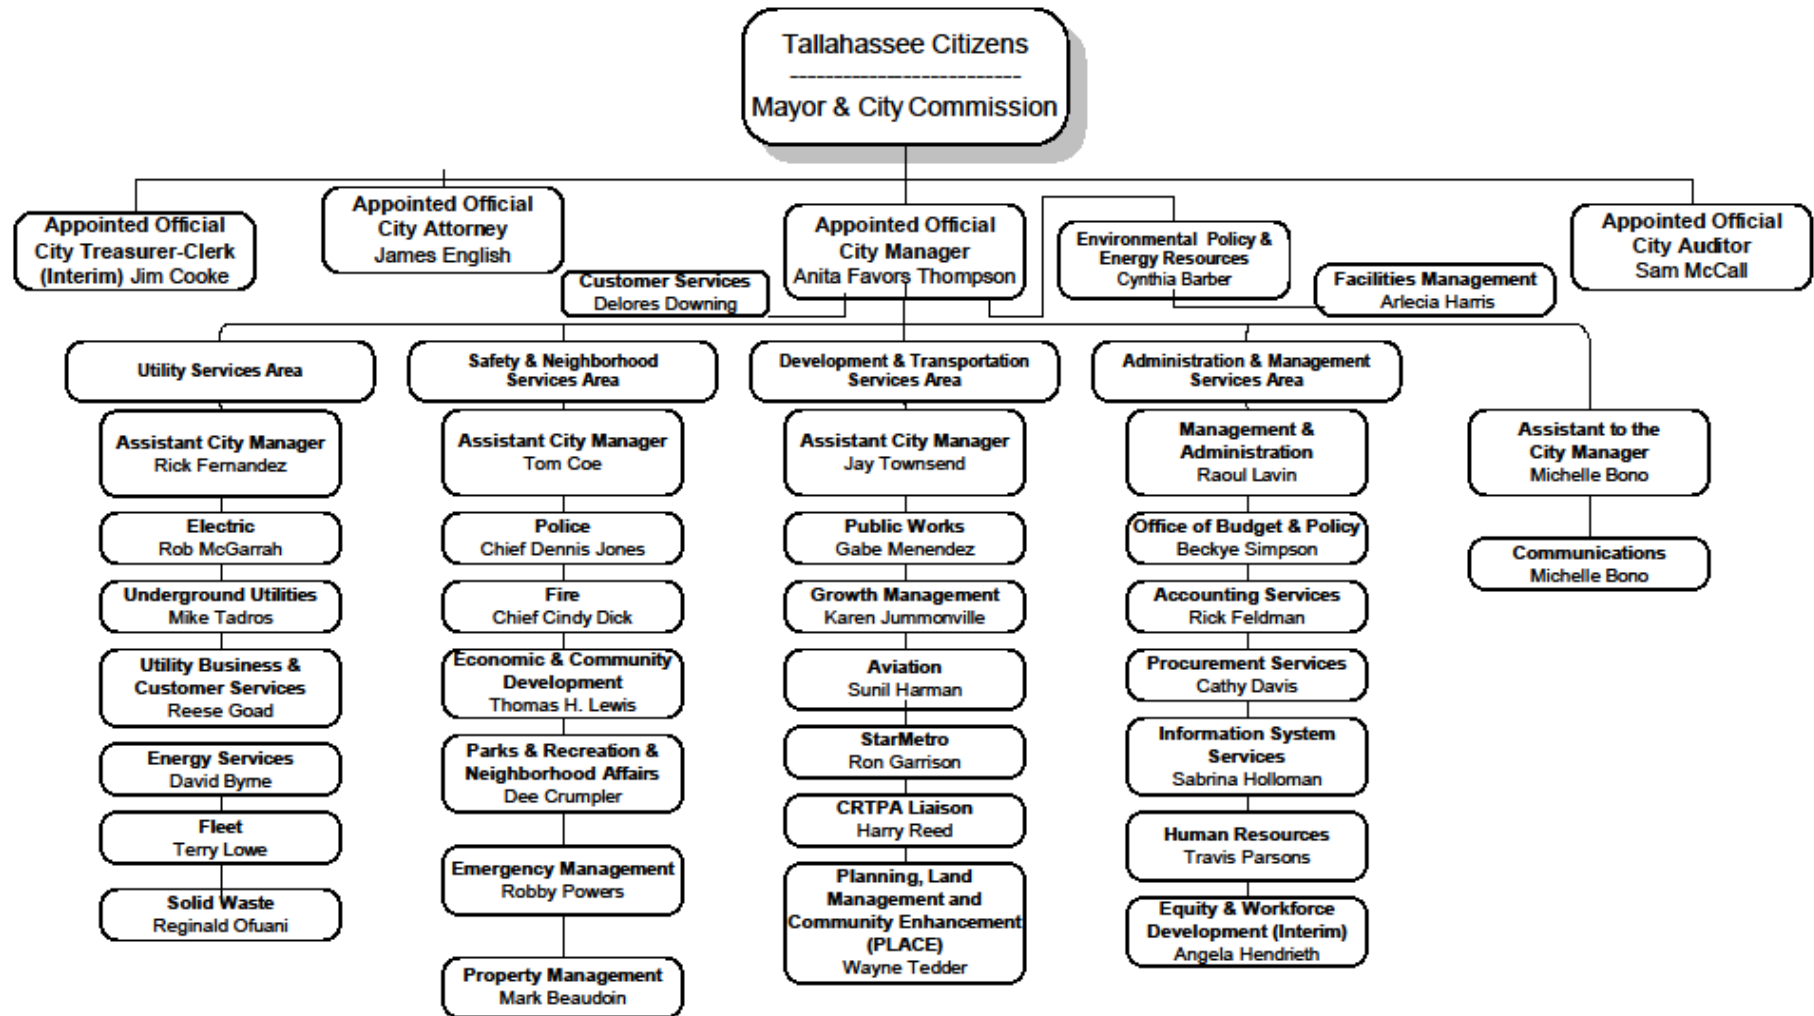 Tallahassee Citizens
--------------------------
Mayor & City Commission
Appointed Official
City Treasurer-Clerk
(Interim) Jim Cooke
Appointed Official
City Attorney
James English
Appointed Official
City Manager
Anita Favors Thompson
Environmental Policy &
Energy Resources
Cynthia Barber
Appointed Official
City Auditor
Sam McCall
Customer Services
Delores Downing
Facilities Management
Arlecia Harris
Utility Services Area
Assistant City Manager
Rick Fernandez
Electric
Rob McGarrah
Underground Utilities
Mike Tadros
Utility Business &
Customer Services
Reese Goad
Energy Services
David Byrne
Fleet
Terry Lowe
Solid Waste
Reginald Ofuani
Safety & Neighborhood
Services Area
Assistant City Manager
Tom Coe
Police
Chief Dennis Jones
Fire
Chief Cindy Dick
Economic & Community
Development
Thomas H. Lewis
Parks & Recreation &
Neighborhood Affairs
Dee Crumpler
Emergency Management
Robby Powers
Property Management
Mark Beaudoin
Development & Transportation
Services Area
Assistant City Manager
Jay Townsend
Public Works
Gabe Menendez
Growth Management
Karen Jummonville
Aviation
Sunil Harman
StarMetro
Ron Garrison
CRTPA Liaison
Harry Reed
Planning, Land
Management and
Community Enhancement
(PLACE)
Wayne Tedder
Administration & Management
Services Area
Management &
Administration
Raoul Lavin
Office of Budget & Policy
Beckye Simpson
Accounting Services
Rick Feldman
Procurement Services
Cathy Davis
Information System
Services
Sabrina Holloman
Human Resources
Travis Parsons
Equity & Workforce
Development (Interim)
Angela Hendrieth
Assistant to the
City Manager
Michelle Bono
Communications
Michelle Bono